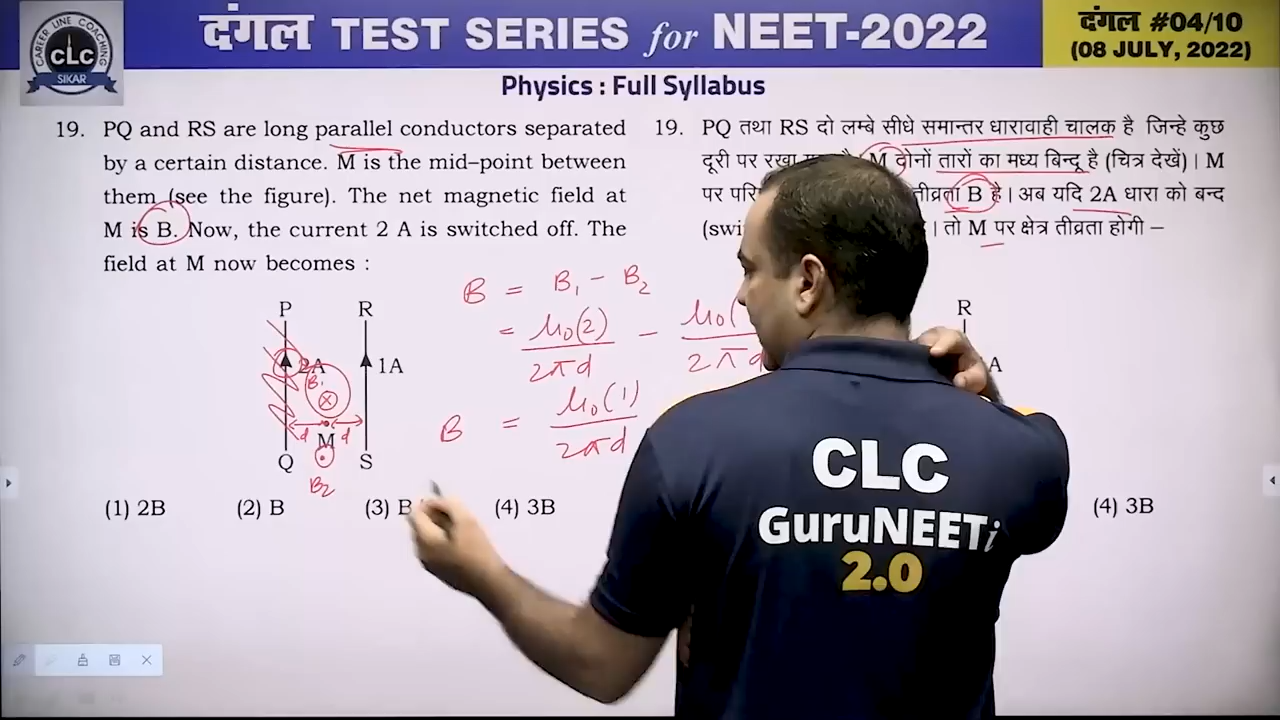 CAREER LINE COACHING
CLC
SIKAR
दंगल TEST SERIES for NEET-2022
दंगल #04/10
(08 JULY, 2022)
Physics : Full Syllabus
19. PQ and RS are long parallel conductors separated
by a certain distance. M is the mid–point between
them (see the figure). The net magnetic field at
M is B. Now, the current 2 A is switched off. The
field at M now becomes :
P R
2A 1A
B₁
d M d
Q S
B₂
(1) 2B (2) B (3) B (4) 3B
B = B₁ − B₂
= μ₀(2) / 2πd − μ₀( / 2πd
B = μ₀(1) / 2πd
19. PQ तथा RS दो लम्बे सीधे समान्तर धारावाही चालक है जिन्हे कुछ
दूरी पर रखा M दोनों तारों का मध्य बिन्दू है (चित्र देखें)। M
पर B है। अब यदि 2A धारा को बन्द
तो M पर क्षेत्र तीव्रता होगी –
R
A
(4) 3B
CLC
GuruNEETi
2.0